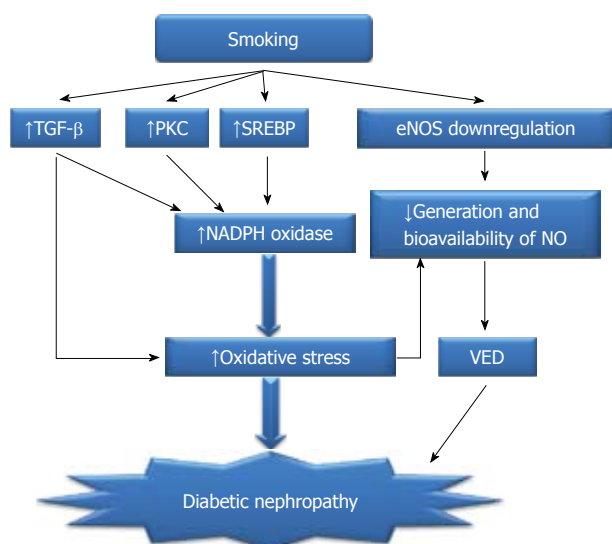 Smoking
↑TGF-β
↑PKC
↑SREBP
eNOS downregulation
↑NADPH oxidase
↓Generation and
bioavailability of NO
↑Oxidative stress
VED
Diabetic nephropathy